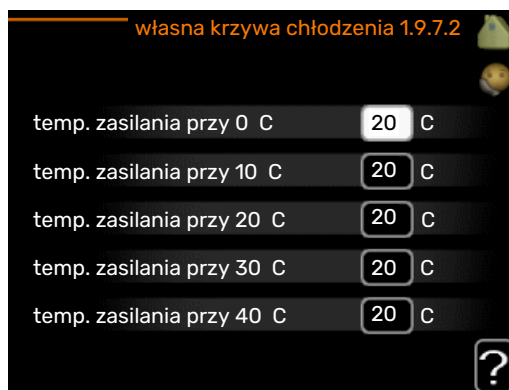 własna krzywa chłodzenia 1.9.7.2
temp. zasilania przy 0 C 20 C
temp. zasilania przy 10 C 20 C
temp. zasilania przy 20 C 20 C
temp. zasilania przy 30 C 20 C
temp. zasilania przy 40 C 20 C
?